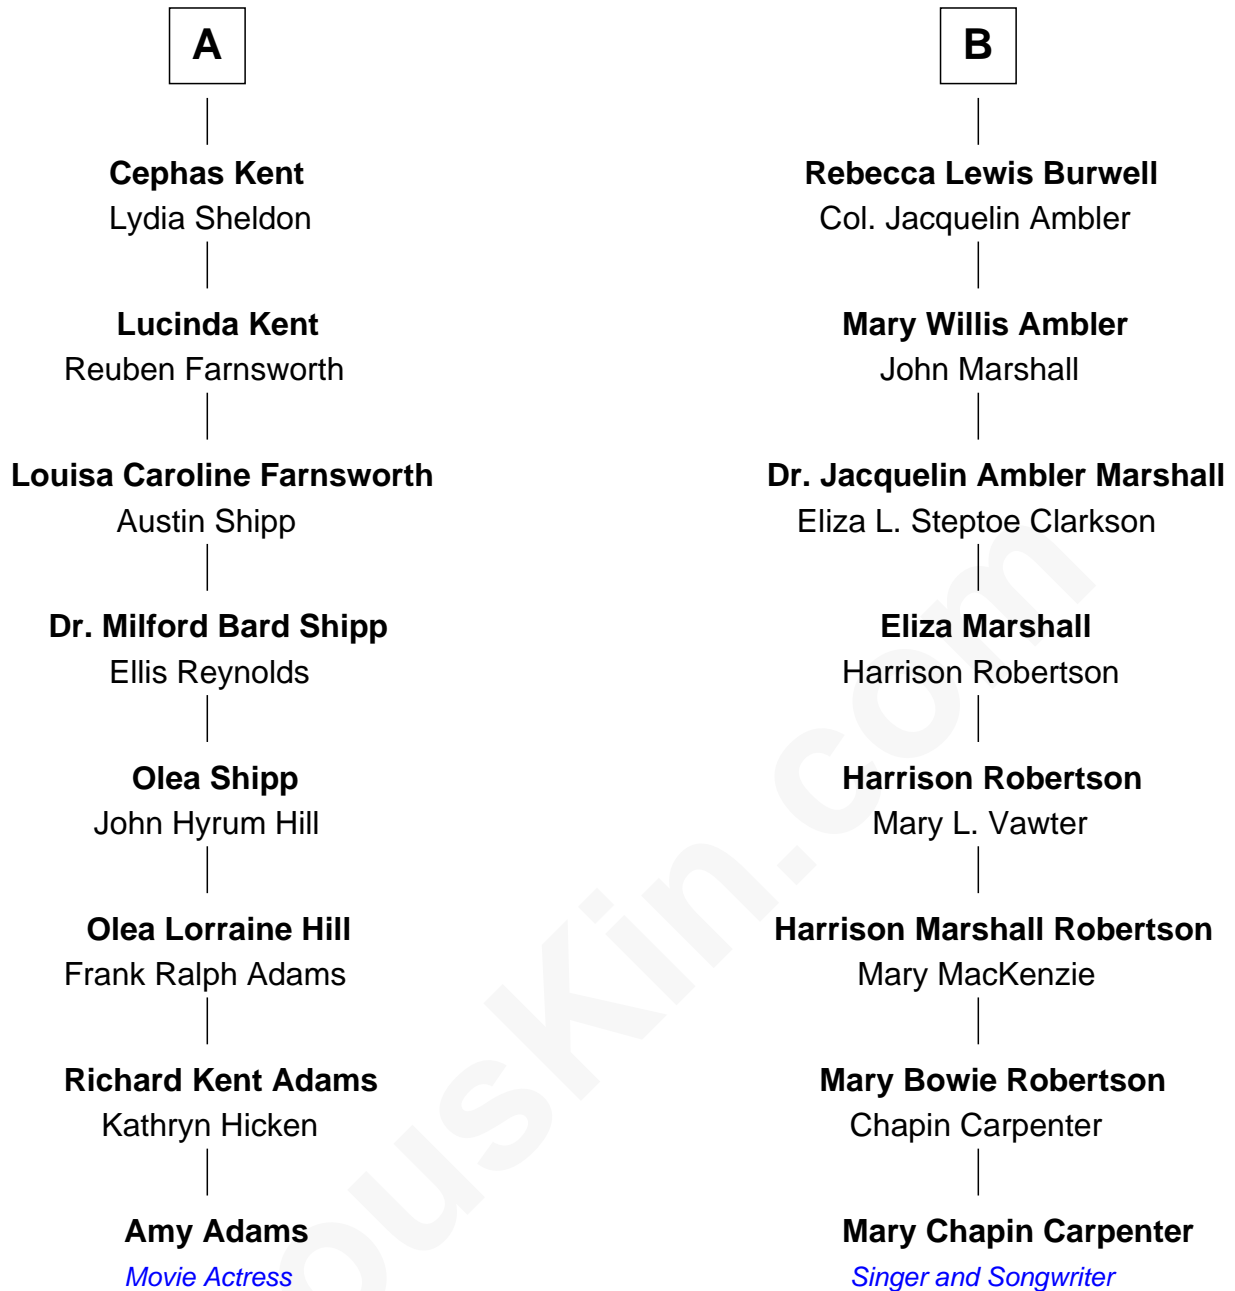 A
Cephas Kent
Lydia Sheldon
Lucinda Kent
Reuben Farnsworth
Louisa Caroline Farnsworth
Austin Shipp
Dr. Milford Bard Shipp
Ellis Reynolds
Olea Shipp
John Hyrum Hill
Olea Lorraine Hill
Frank Ralph Adams
Richard Kent Adams
Kathryn Hicken
Amy Adams
Movie Actress
B
Rebecca Lewis Burwell
Col. Jacquelin Ambler
Mary Willis Ambler
John Marshall
Dr. Jacquelin Ambler Marshall
Eliza L. Steptoe Clarkson
Eliza Marshall
Harrison Robertson
Harrison Robertson
Mary L. Vawter
Harrison Marshall Robertson
Mary MacKenzie
Mary Bowie Robertson
Chapin Carpenter
Mary Chapin Carpenter
Singer and Songwriter
ousKin.com